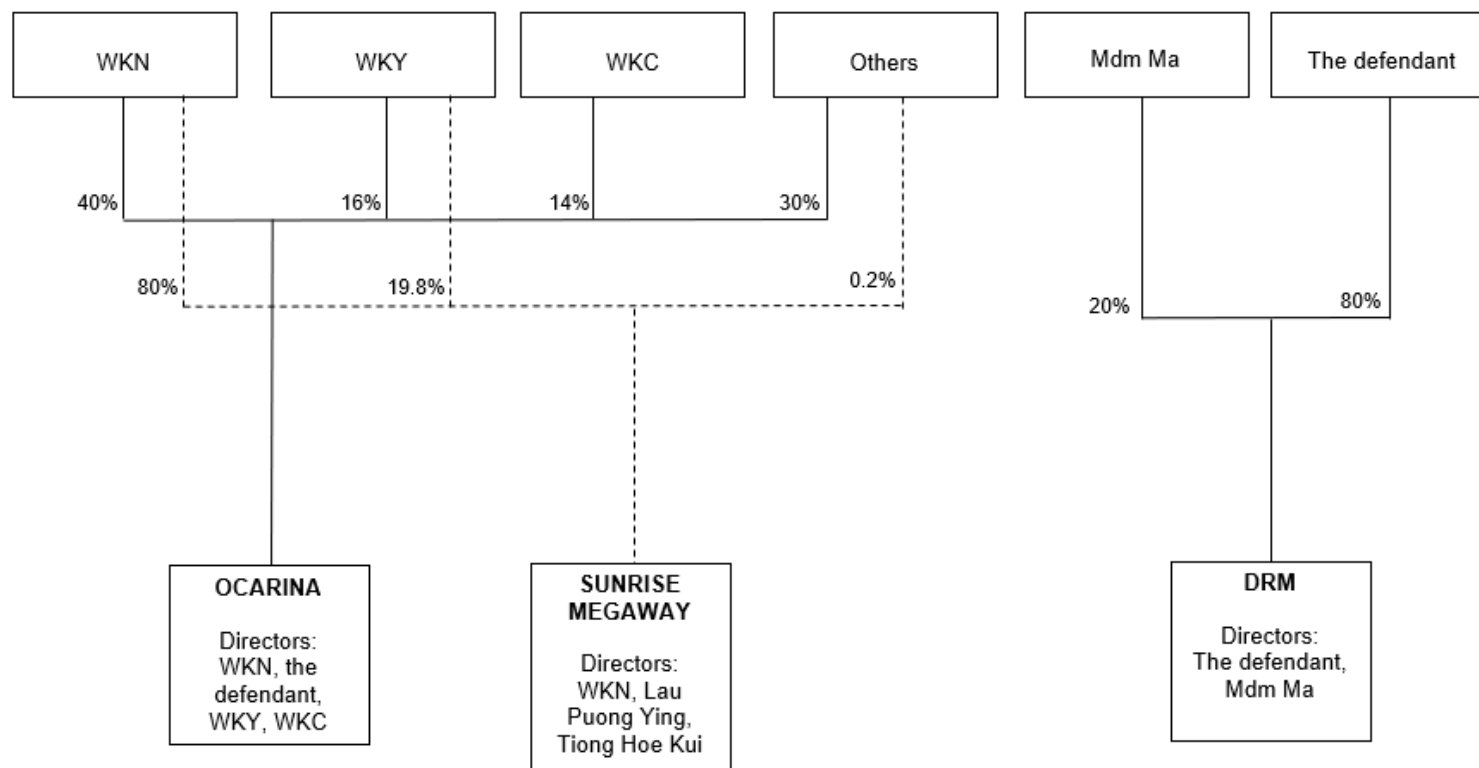 WKN
WKY
WKC
Others
Mdm Ma
The defendant
40%
16%
14%
30%
80%
19.8%
0.2%
20%
80%
OCARINA
Directors:
WKN, the
defendant,
WKY, WKC
SUNRISE
MEGAWAY
Directors:
WKN, Lau
Puong Ying,
Tiong Hoe Kui
DRM
Directors:
The defendant,
Mdm Ma